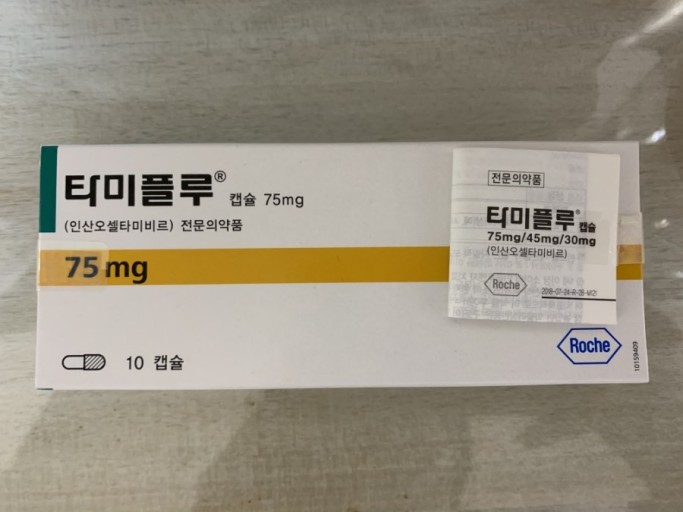 타미플루® 캡슐 75mg
(인산오셀타미비르) 전문의약품
75 mg
10 캡슐
전문의약품
타미플루® 캡슐
75mg/45mg/30mg
(인산오셀타미비르)
Roche
Roche
10159409